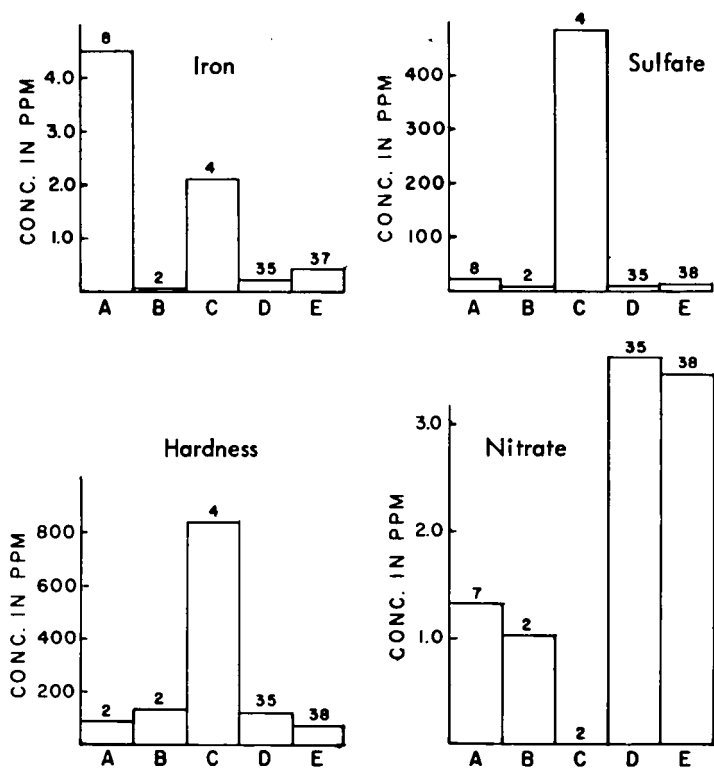 Iron
CONC. IN PPM
4.0
3.0
2.0
1.0
8
2
4
35
37
A B C D E
Sulfate
CONC. IN PPM
400
300
200
100
8
2
4
35
38
A B C D E
Hardness
CONC. IN PPM
800
600
400
200
2
2
4
35
38
A B C D E
Nitrate
CONC. IN PPM
3.0
2.0
1.0
7
2
2
35
38
A B C D E